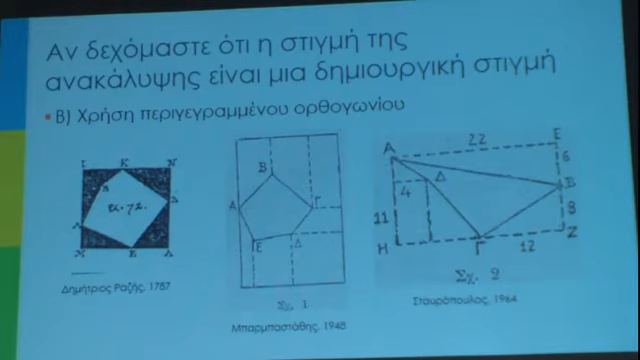 Αν δεχόμαστε ότι η στιγμή της
ανακάλυψης είναι μια δημιουργική στιγμή
Β) Χρήση περιγεγραμμένου ορθογωνίου
Ι Κ Ν
Δ
Μ Ε Λ
Δημήτριος Ραζής, 1787
Β
Α Γ
Ε Δ
Σχ. 1
Μπαρμπαστάθης, 1948
Α 22 Ε
6
4 Δ Β
11 8
Η Γ 12 Ζ
Σχ. 2
Σταυρόπουλος, 1964